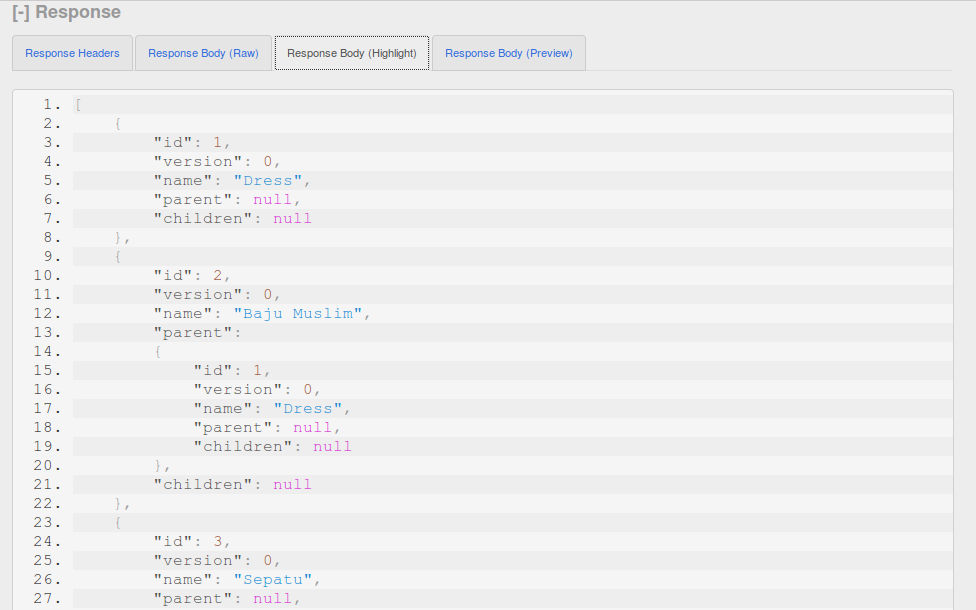 [-] Response
Response Headers Response Body (Raw) Response Body (Highlight) Response Body (Preview)
1. [
2. {
3. "id": 1,
4. "version": 0,
5. "name": "Dress",
6. "parent": null,
7. "children": null
8. },
9. {
10. "id": 2,
11. "version": 0,
12. "name": "Baju Muslim",
13. "parent":
14. {
15. "id": 1,
16. "version": 0,
17. "name": "Dress",
18. "parent": null,
19. "children": null
20. },
21. "children": null
22. },
23. {
24. "id": 3,
25. "version": 0,
26. "name": "Sepatu",
27. "parent": null,